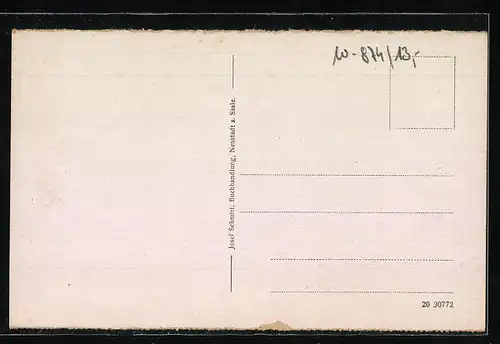 10-874/13,-
Josef Schmitt, Buchhandlung, Neustadt a. Saale.
20 30772